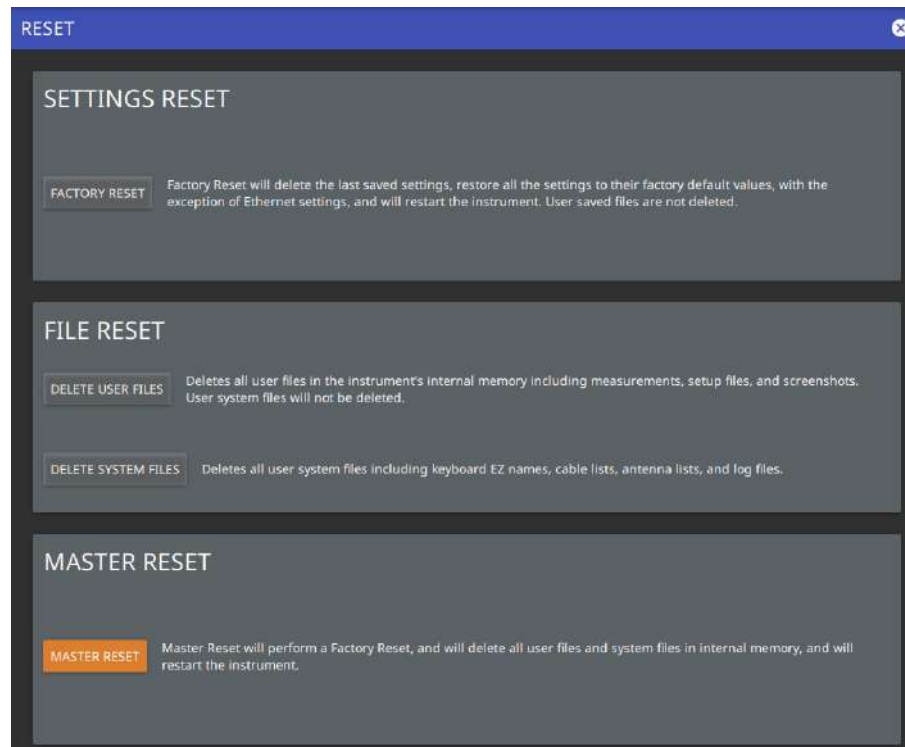 RESET
SETTINGS RESET
FACTORY RESET
Factory Reset will delete the last saved settings, restore all the settings to their factory default values, with the
exception of Ethernet settings, and will restart the instrument. User saved files are not deleted.
FILE RESET
DELETE USER FILES
Deletes all user files in the instrument's internal memory including measurements, setup files, and screenshots.
User system files will not be deleted.
DELETE SYSTEM FILES
Deletes all user system files including keyboard EZ names, cable lists, antenna lists, and log files.
MASTER RESET
MASTER RESET
Master Reset will perform a Factory Reset, and will delete all user files and system files in internal memory, and will
restart the instrument.